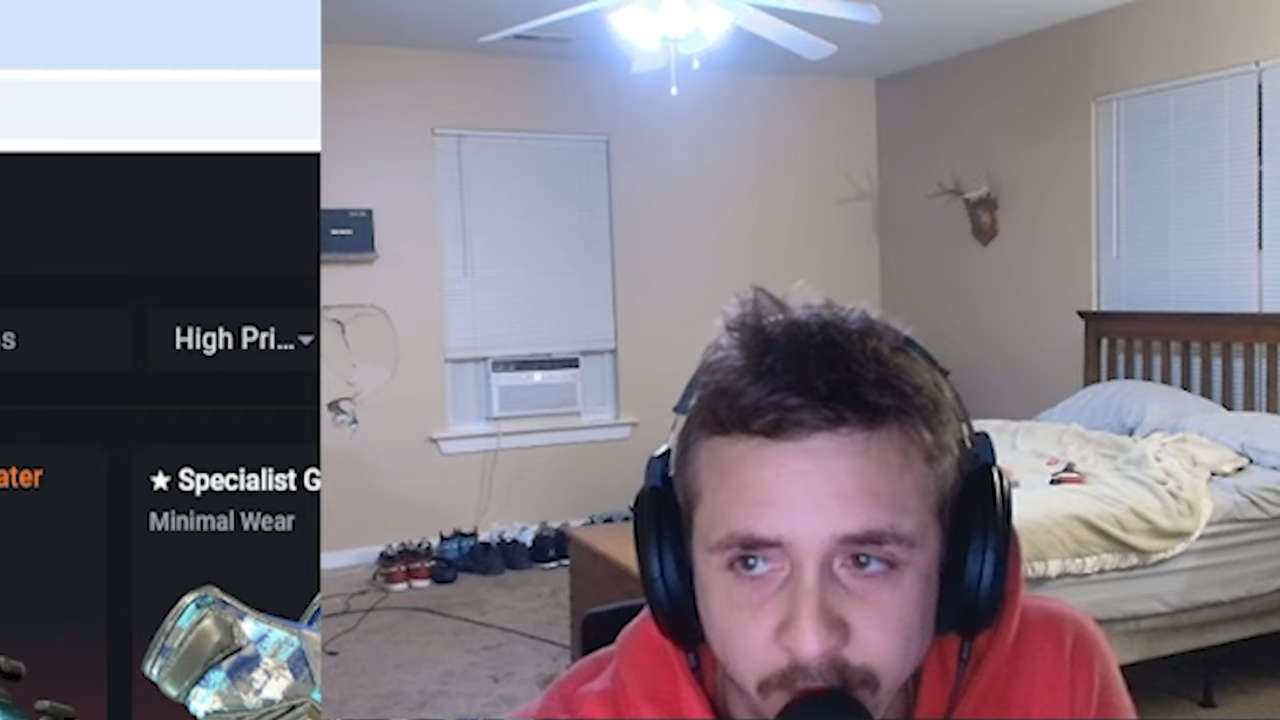 s
High Pri...
ater
★ Specialist G
Minimal Wear